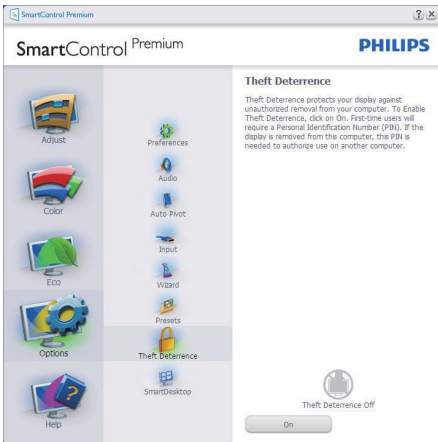 SmartControl Premium
SmartControl Premium
PHILIPS
Adjust
Color
Eco
Options
Help
Preferences
Audio
Auto Pivot
Input
Wizard
Presets
Theft Deterrence
SmartDesktop
Theft Deterrence
Theft Deterrence protects your display against
unauthorized removal from your computer. To Enable
Theft Deterrence, click on On. First-time users will
require a Personal Identification Number (PIN). If the
display is removed from this computer, this PIN is
needed to authorize use on another computer.
Theft Deterrence Off
On